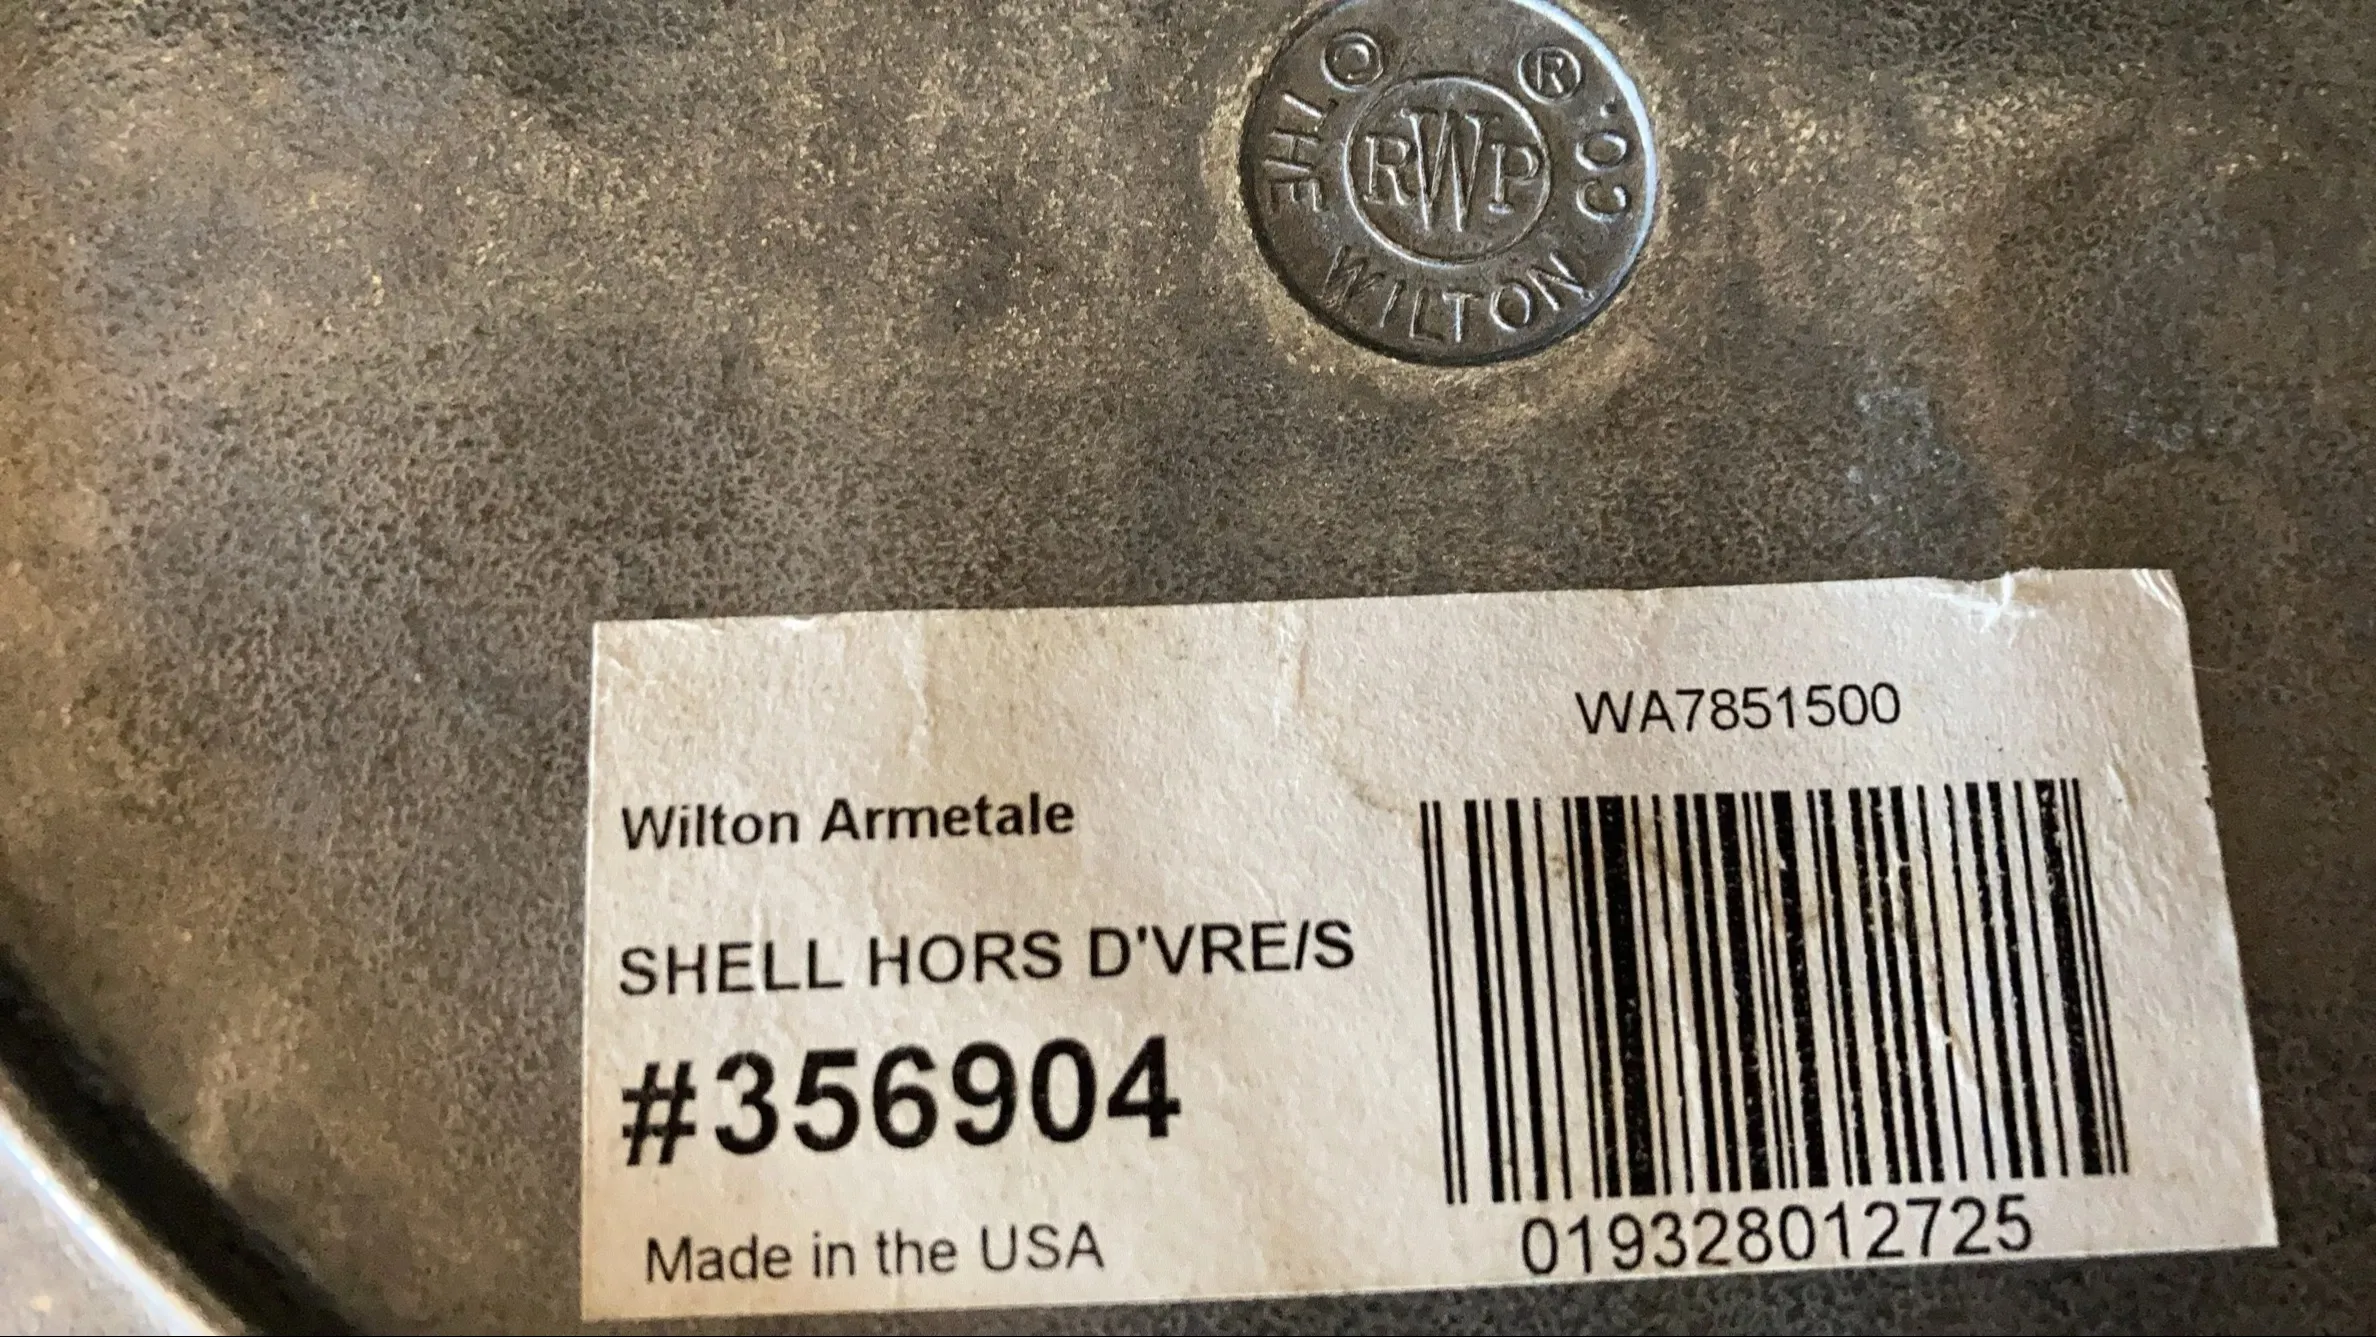 © THE WILTON CO. ®
RWP
WA7851500
Wilton Armetale
SHELL HORS D'VRE/S
#356904
Made in the USA
019328012725